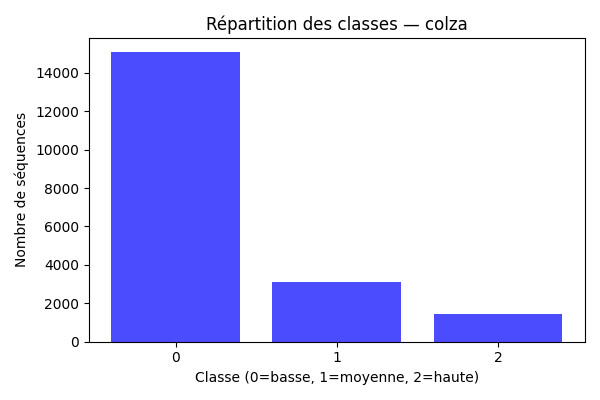 Répartition des classes — colza
Nombre de séquences
14000
12000
10000
8000
6000
4000
2000
0
0 1 2
Classe (0=basse, 1=moyenne, 2=haute)